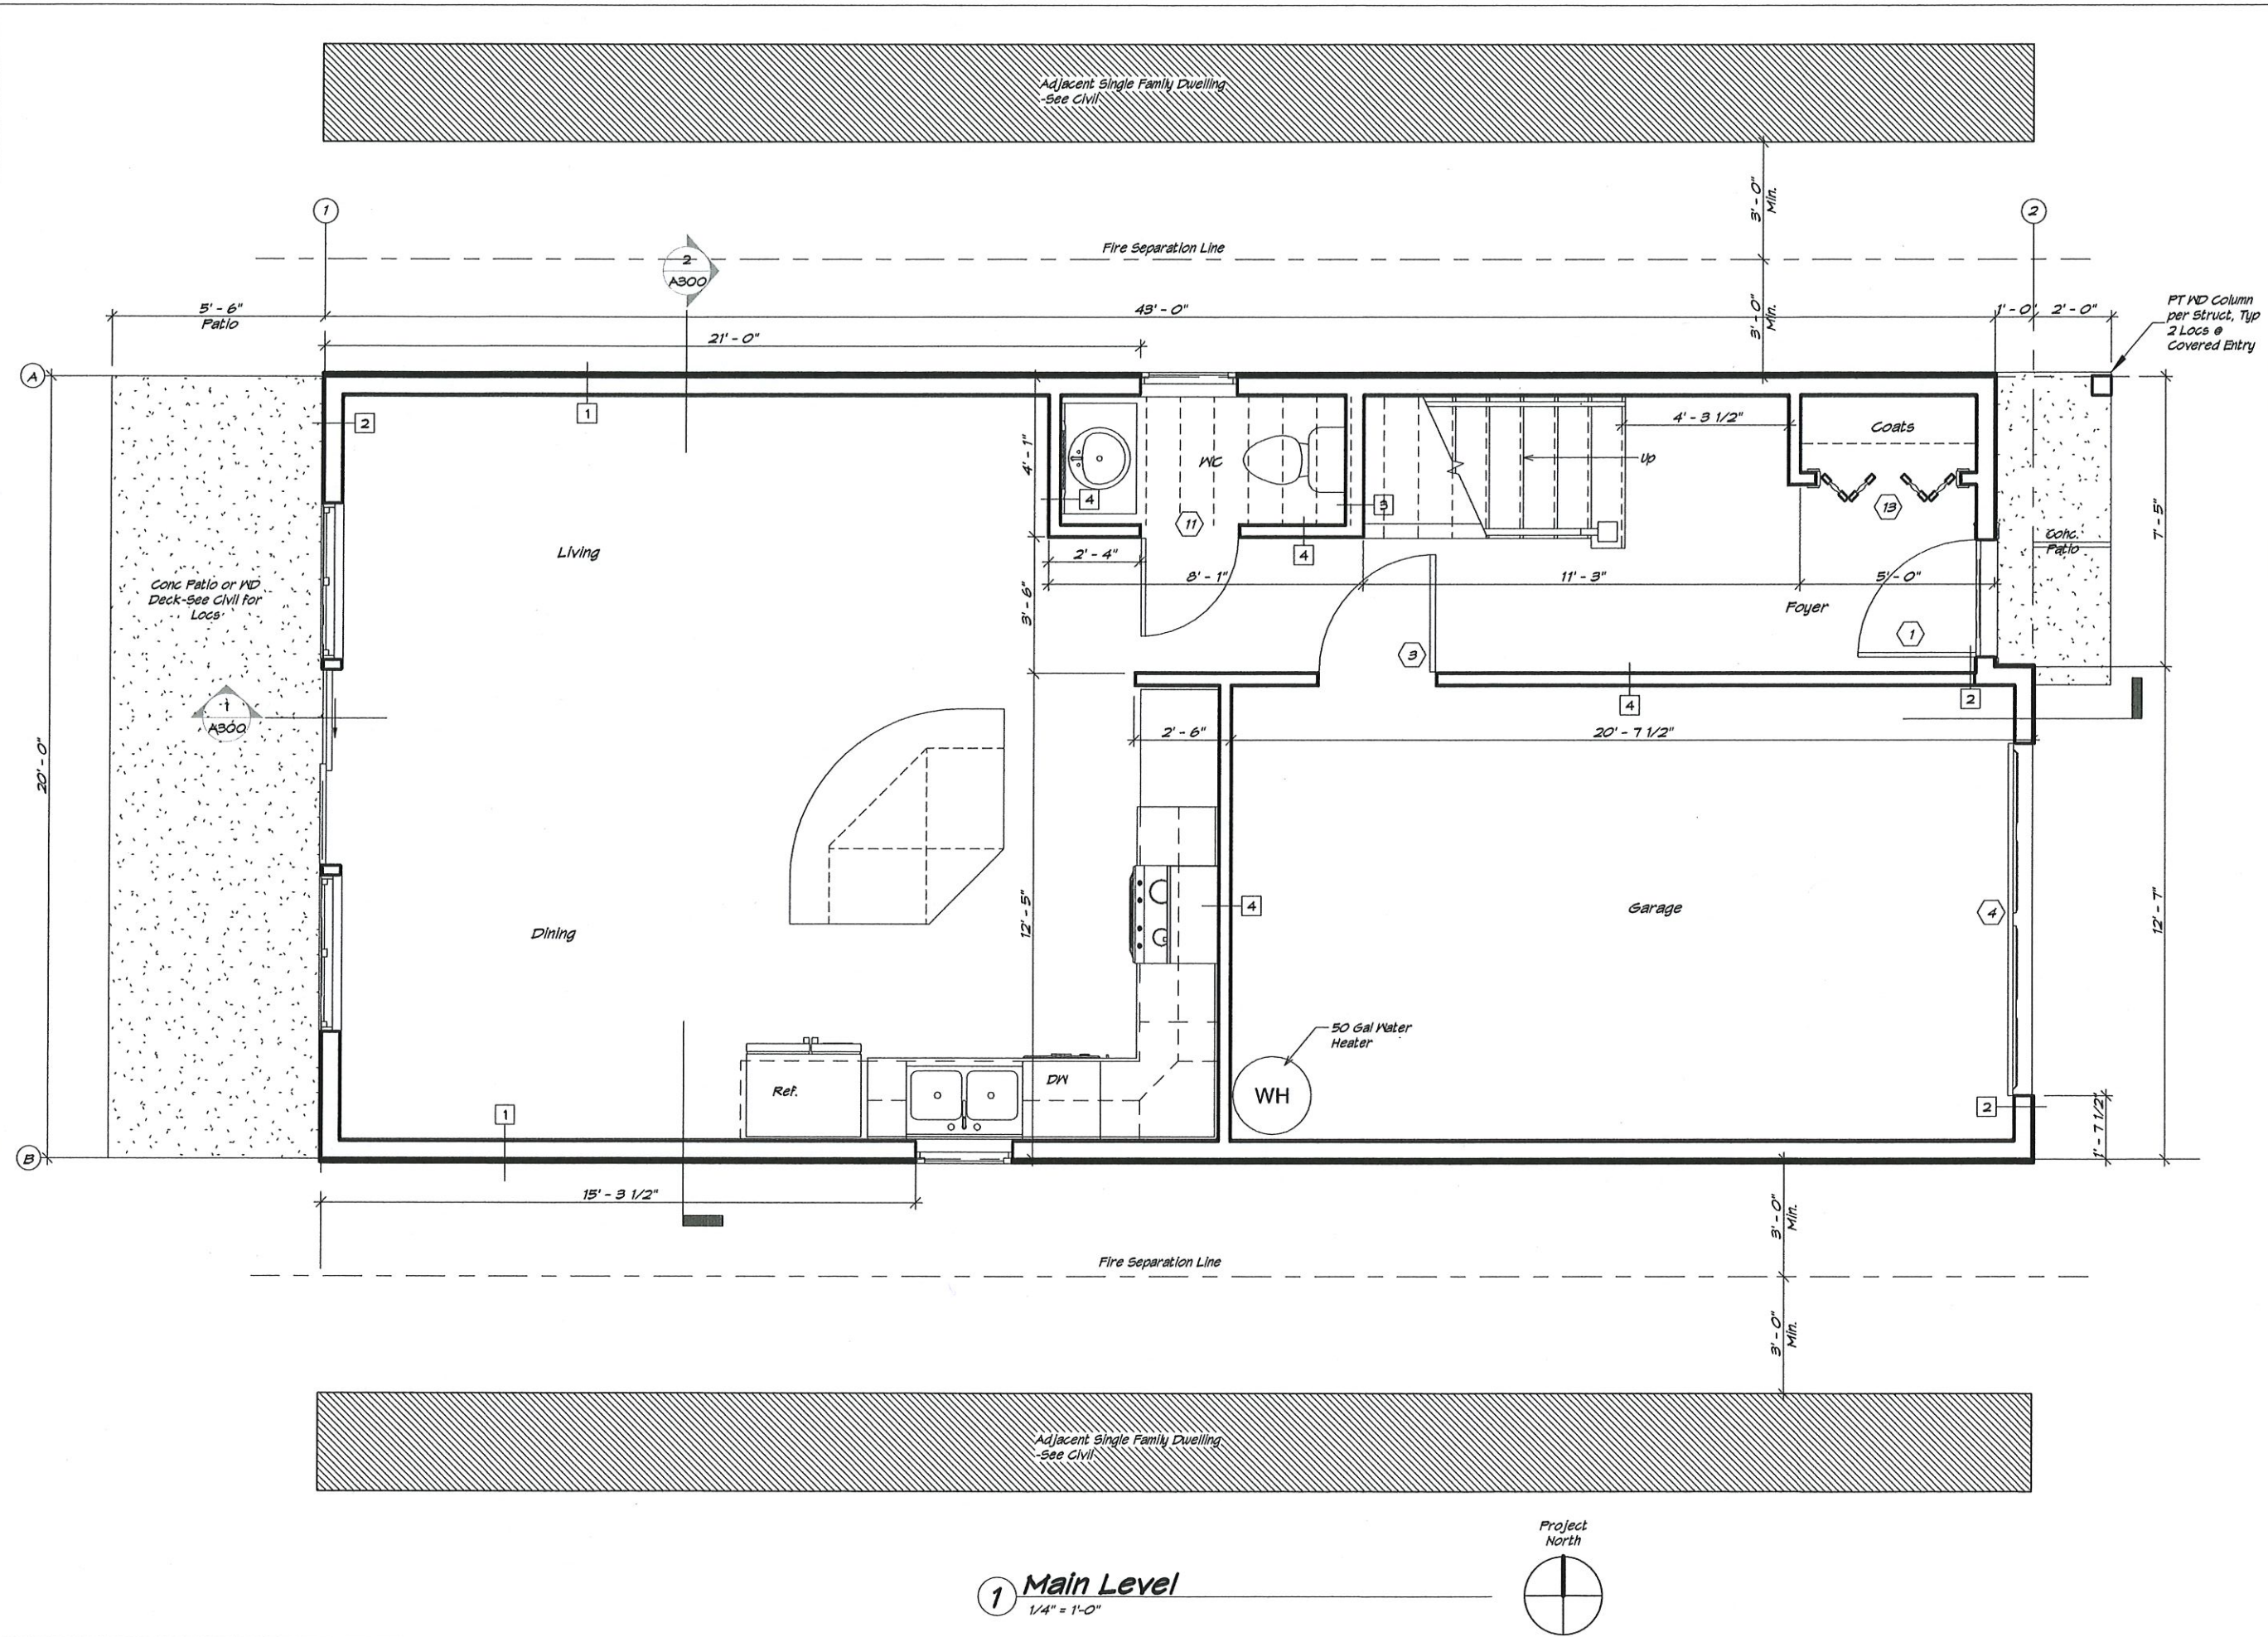 Adjacent Single Family Dwelling
-See Civil
3' - 0"
Min.
1
2
2
A300
Fire Separation Line
3' - 0"
Min.
5' - 6"
Patio
43' - 0"
1' - 0"
2' - 0"
PT WD Column
per Struct, Typ
2 Locs @
Covered Entry
21' - 0"
A
1
2
4' - 1"
4
WC
11
3
4
Up
4' - 3 1/2"
Coats
13
Conc.
Patio
7' - 5"
Living
2' - 4"
8' - 1"
11' - 3"
5' - 0"
3' - 6"
Foyer
1
3
Conc Patio or WD
Deck-See Civil for
Locs
1
A300
4
2
2' - 6"
20' - 7 1/2"
20' - 0"
12' - 5"
4
Garage
4
12' - 7"
Dining
50 Gal Water
Heater
Ref.
DW
WH
2
1' - 7 1/2"
1
B
15' - 3 1/2"
3' - 0"
Min.
Fire Separation Line
3' - 0"
Min.
Adjacent Single Family Dwelling
-See Civil
Project
North
1
Main Level
1/4" = 1'-0"